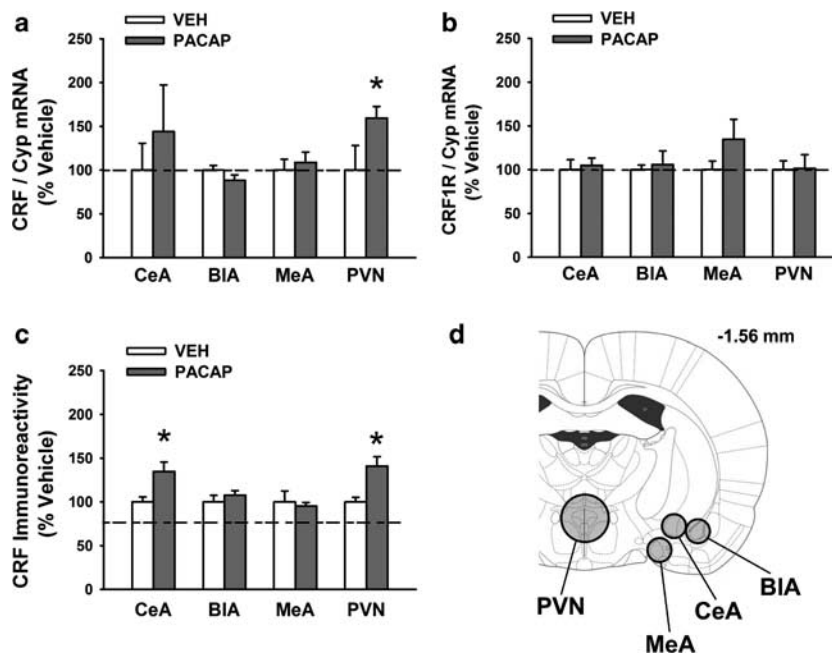 a
VEH
PACAP
CRF / Cyp mRNA
(% Vehicle)
250
200
150
100
50
0
*
CeA BlA MeA PVN
b
VEH
PACAP
CRF1R / Cyp mRNA
(% Vehicle)
250
200
150
100
50
0
CeA BlA MeA PVN
c
VEH
PACAP
CRF Immunoreactivity
(% Vehicle)
250
200
150
100
50
0
* *
CeA BlA MeA PVN
d
-1.56 mm
PVN
BlA
CeA
MeA